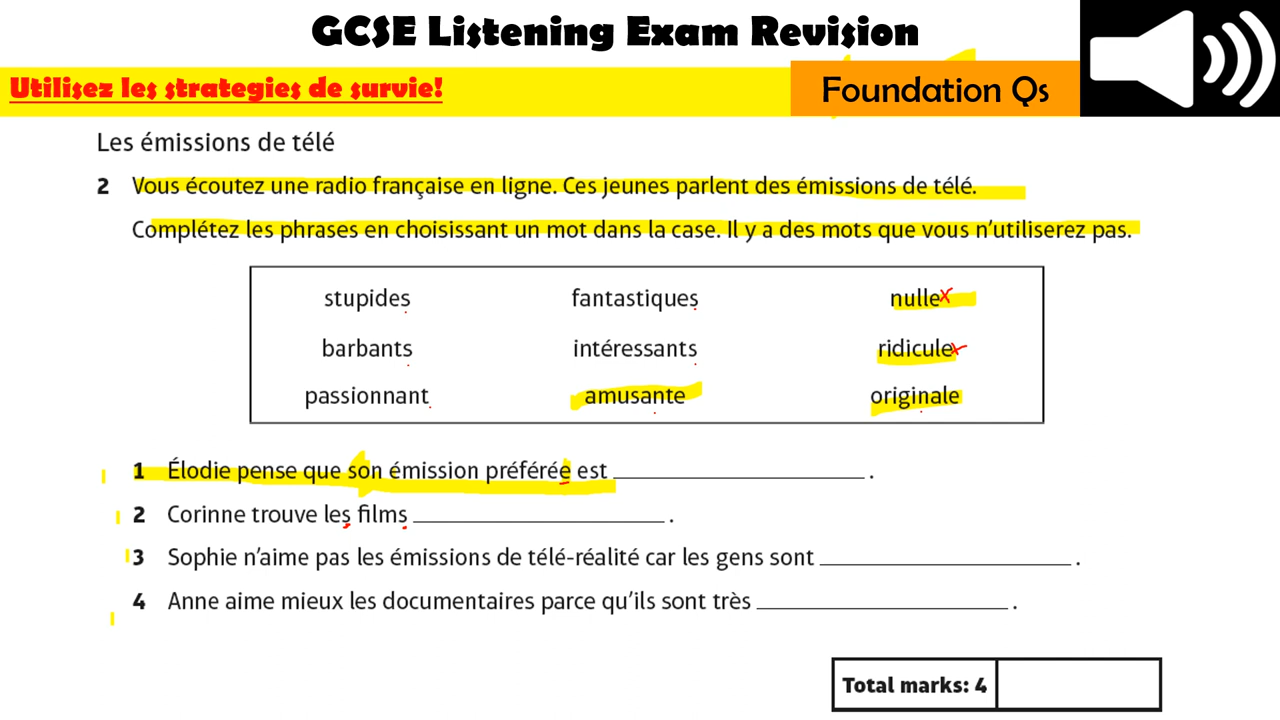 GCSE Listening Exam Revision
Utilisez les strategies de survie!
Foundation Qs
Les émissions de télé
2 Vous écoutez une radio française en ligne. Ces jeunes parlent des émissions de télé.
Complétez les phrases en choisissant un mot dans la case. Il y a des mots que vous n'utiliserez pas.
stupides fantastiques nulle
barbants intéressants ridicule
passionnant amusante originale
1 Élodie pense que son émission préférée est ____________________ .
2 Corinne trouve les films ____________________ .
3 Sophie n'aime pas les émissions de télé-réalité car les gens sont ____________________ .
4 Anne aime mieux les documentaires parce qu'ils sont très ____________________ .
Total marks: 4